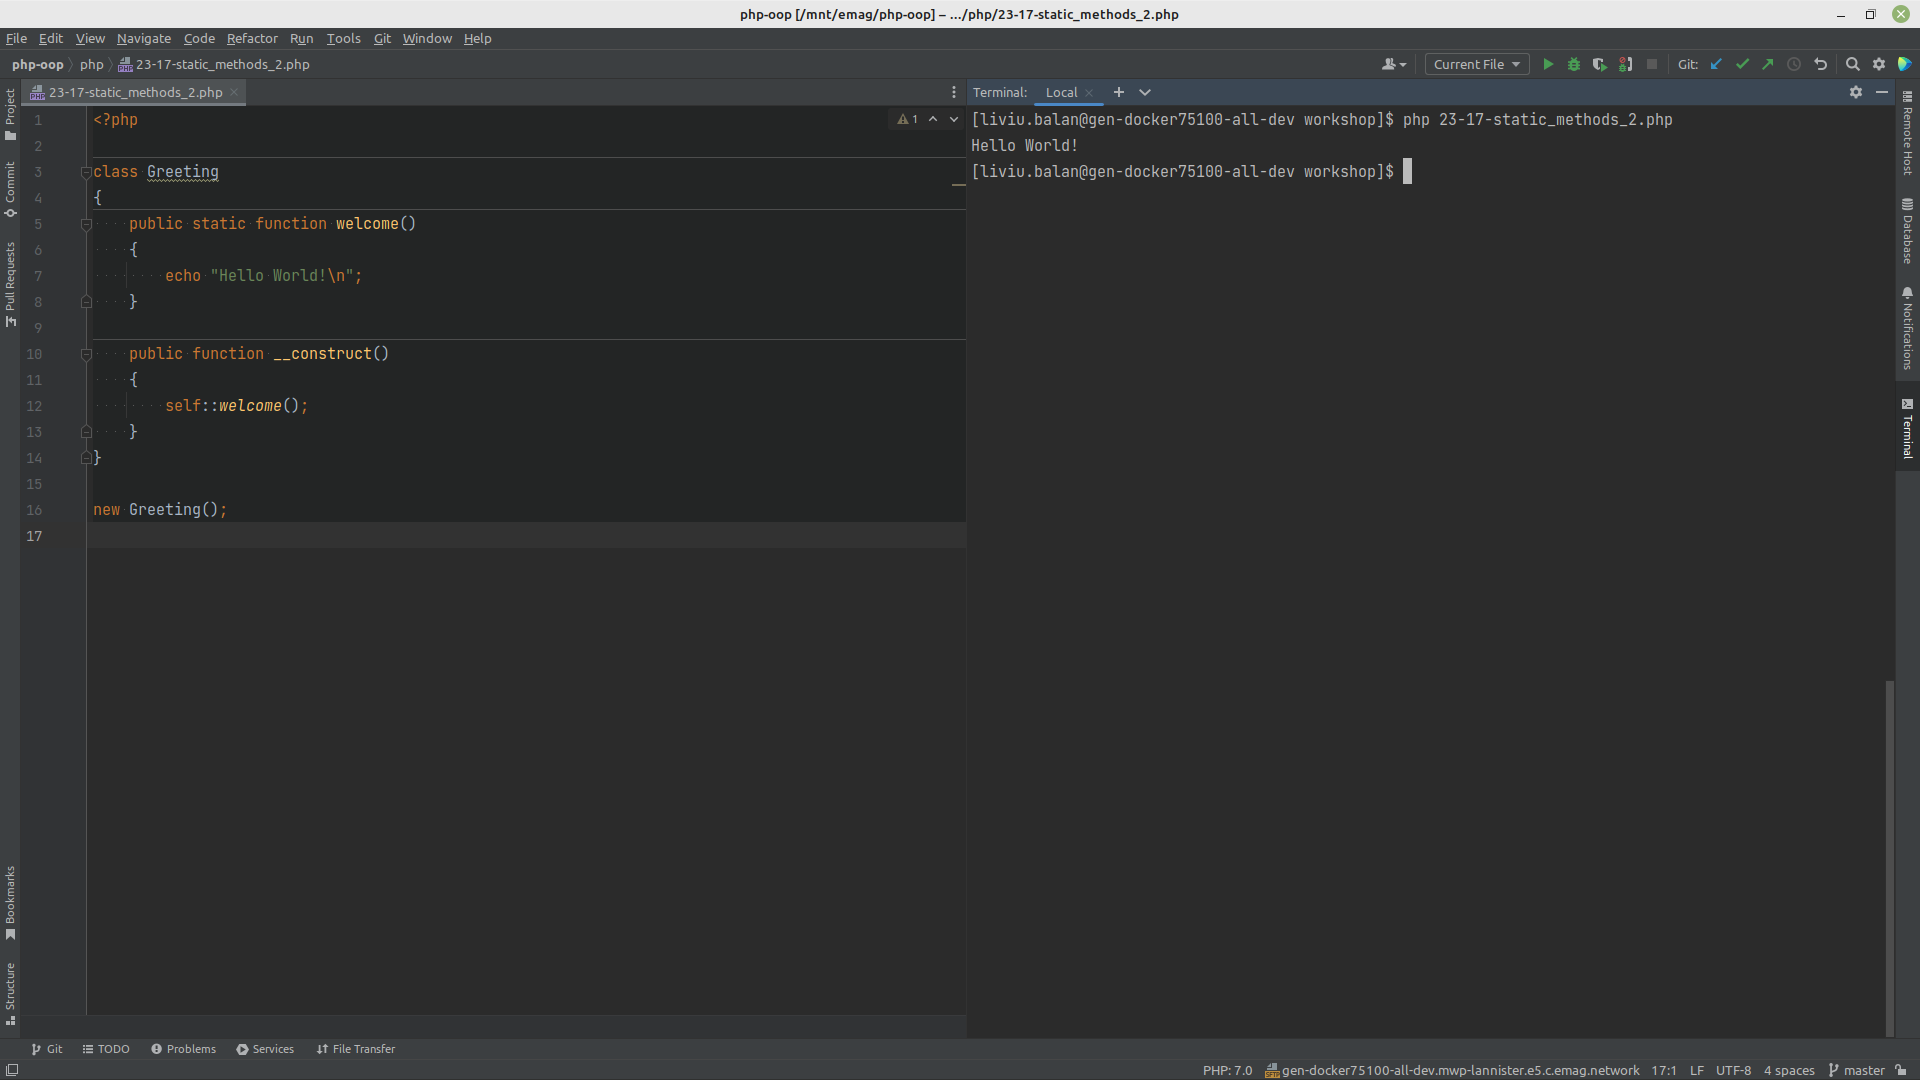 php-oop [/mnt/emag/php-oop] – .../php/23-17-static_methods_2.php
File Edit View Navigate Code Refactor Run Tools Git Window Help
php-oop php 23-17-static_methods_2.php
Current File Git:
23-17-static_methods_2.php
Terminal: Local
1 <?php
2
3 class Greeting
4 {
5 public static function welcome()
6 {
7 echo "Hello World!\n";
8 }
9
10 public function __construct()
11 {
12 self::welcome();
13 }
14 }
15
16 new Greeting();
17
1
[liviu.balan@gen-docker75100-all-dev workshop]$ php 23-17-static_methods_2.php
Hello World!
[liviu.balan@gen-docker75100-all-dev workshop]$
Project
Commit
Pull Requests
Bookmarks
Structure
Remote Host
Database
Notifications
Terminal
Git TODO Problems Services File Transfer
PHP: 7.0 gen-docker75100-all-dev.mwp-lannister.e5.c.emag.network 17:1 LF UTF-8 4 spaces master